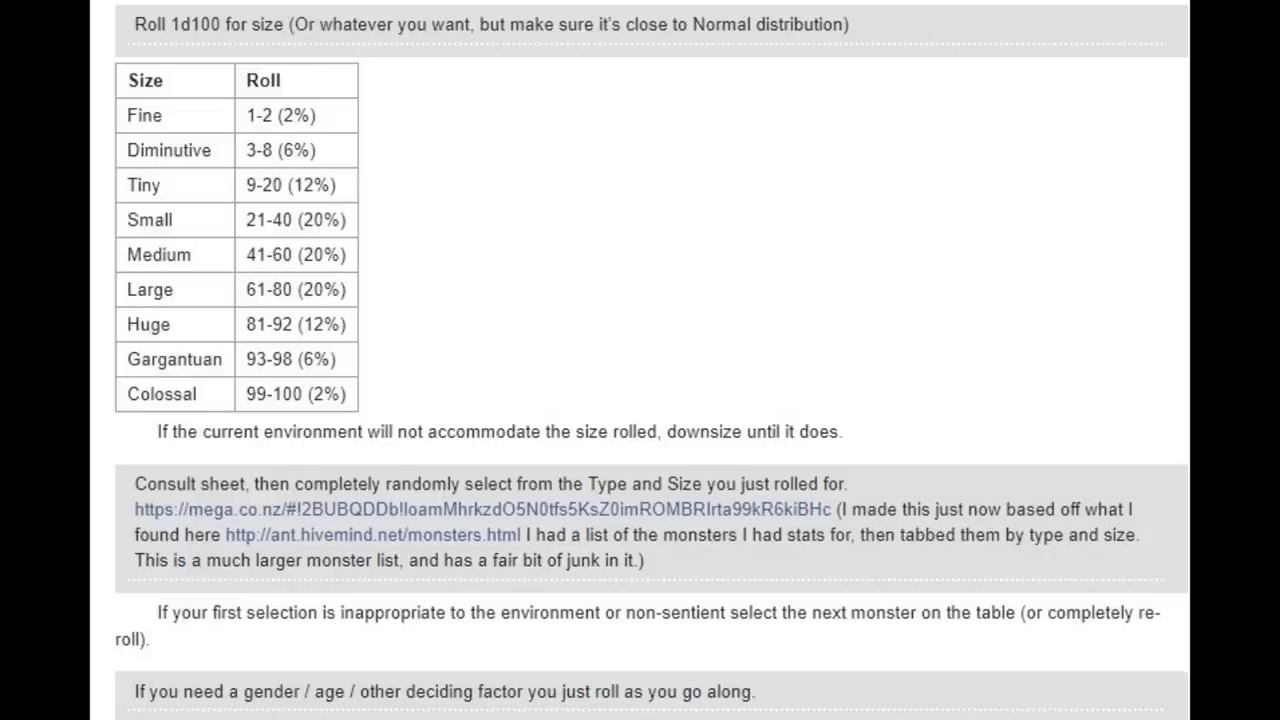 Roll 1d100 for size (Or whatever you want, but make sure it's close to Normal distribution)
Size Roll
Fine 1-2 (2%)
Diminutive 3-8 (6%)
Tiny 9-20 (12%)
Small 21-40 (20%)
Medium 41-60 (20%)
Large 61-80 (20%)
Huge 81-92 (12%)
Gargantuan 93-98 (6%)
Colossal 99-100 (2%)
If the current environment will not accommodate the size rolled, downsize until it does.
Consult sheet, then completely randomly select from the Type and Size you just rolled for.
https://mega.co.nz/#!2BUBQDDb!IoamMhrkzdO5N0tfs5KsZ0imROMBRIrta99kR6kiBHc (I made this just now based off what I
found here http://ant.hivemind.net/monsters.html I had a list of the monsters I had stats for, then tabbed them by type and size.
This is a much larger monster list, and has a fair bit of junk in it.)
If your first selection is inappropriate to the environment or non-sentient select the next monster on the table (or completely re-
roll).
If you need a gender / age / other deciding factor you just roll as you go along.